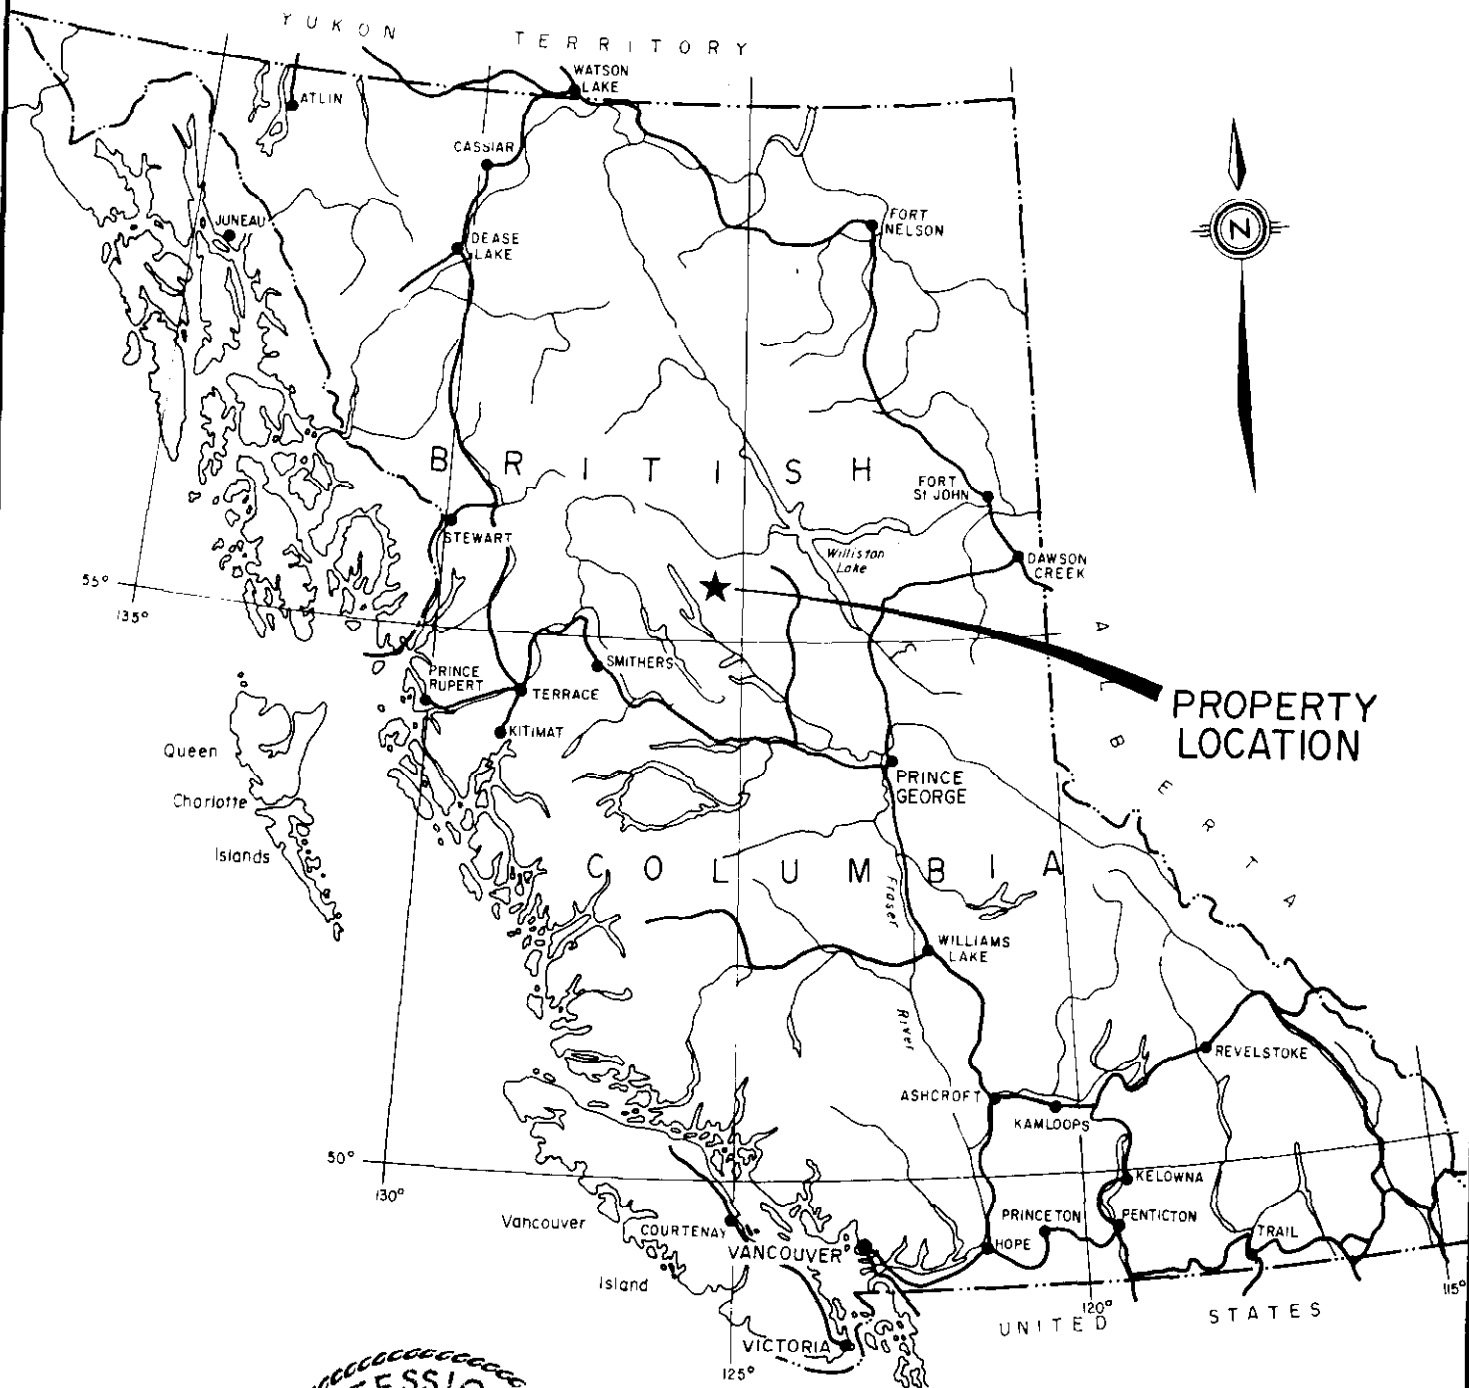 YUKON TERRITORY
WATSON
LAKE
ATLIN
CASSIAR
JUNEAU
DEASE
LAKE
FORT
NELSON
N
BRITISH
FORT
St JOHN
STEWART
Williston
Lake
DAWSON
CREEK
55°
135°
SMITHERS
PRINCE
RUPERT
TERRACE
KITIMAT
ALBERTA
PROPERTY
LOCATION
Queen
Charlotte
Islands
PRINCE
GEORGE
COLUMBIA
Fraser
River
WILLIAMS
LAKE
REVELSTOKE
ASHCROFT
KAMLOOPS
50°
130°
KELOWNA
Vancouver
Island
COURTENAY
PRINCETON
PENTICTON
VANCOUVER
HOPE
TRAIL
120°
115°
UNITED STATES
VICTORIA
125°